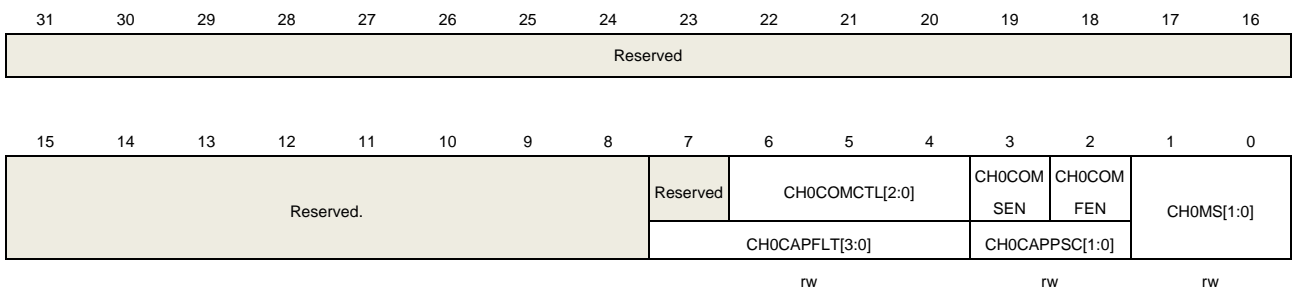 31 30 29 28 27 26 25 24 23 22 21 20 19 18 17 16
Reserved
15 14 13 12 11 10 9 8 7 6 5 4 3 2 1 0
Reserved.
Reserved
CH0COMCTL[2:0]
CH0COM
SEN
CH0COM
FEN
CH0MS[1:0]
CH0CAPFLT[3:0]
CH0CAPPSC[1:0]
rw rw rw